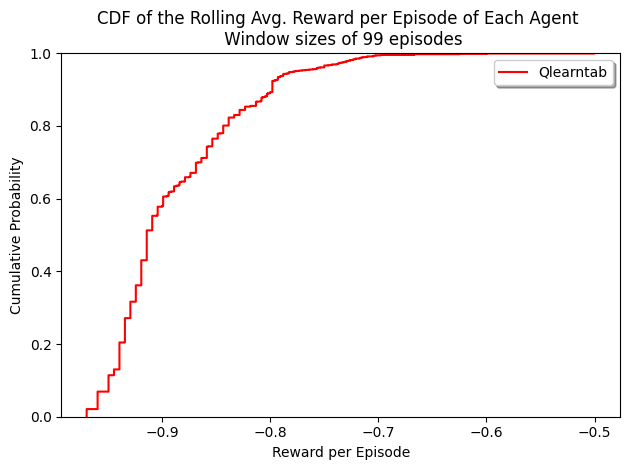 CDF of the Rolling Avg. Reward per Episode of Each Agent
Window sizes of 99 episodes
Qlearntab
Cumulative Probability
1.0
0.8
0.6
0.4
0.2
0.0
−0.9
−0.8
−0.7
−0.6
−0.5
Reward per Episode